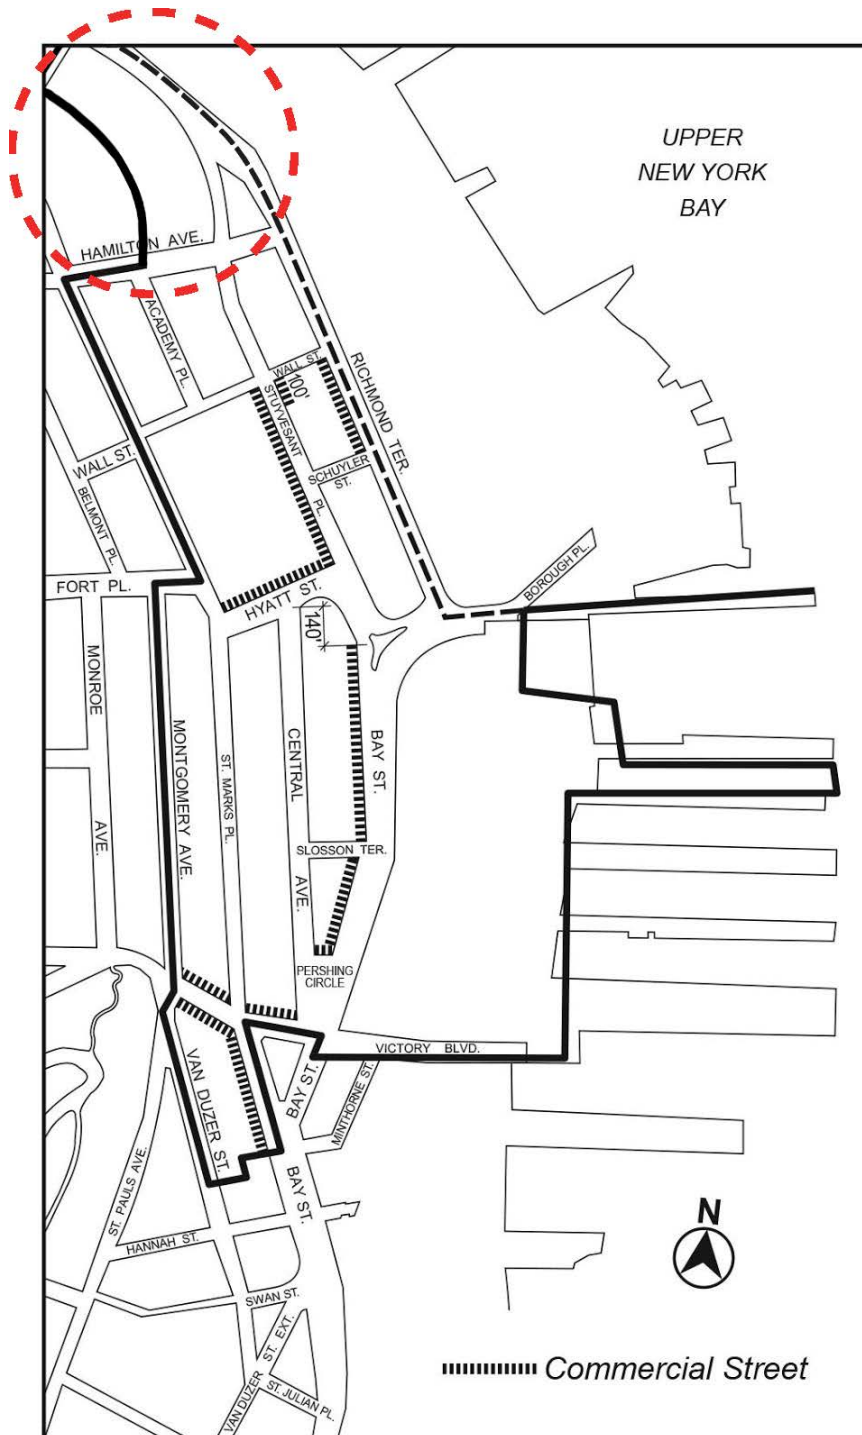 UPPER
NEW YORK
BAY
HAMILTON AVE.
ACADEMY PL.
WALL ST.
100'
STUYVESANT
PL.
RICHMOND TER.
SCHUYLER
ST.
WALL ST.
BELMONT PL.
FORT PL.
HYATT ST.
BOROUGH PL.
140'
MONROE
AVE.
MONTGOMERY AVE.
ST. MARKS PL.
CENTRAL
AVE.
BAY ST.
SLOSSON TER.
PERSHING
CIRCLE
VICTORY BLVD.
VAN DUZER ST.
BAY ST.
MINTHORNE ST.
BAY ST.
ST. PAULS AVE.
HANNAH ST.
SWAN ST.
VAN DUZER ST. EXT.
ST. JULIAN PL.
N
Commercial Street